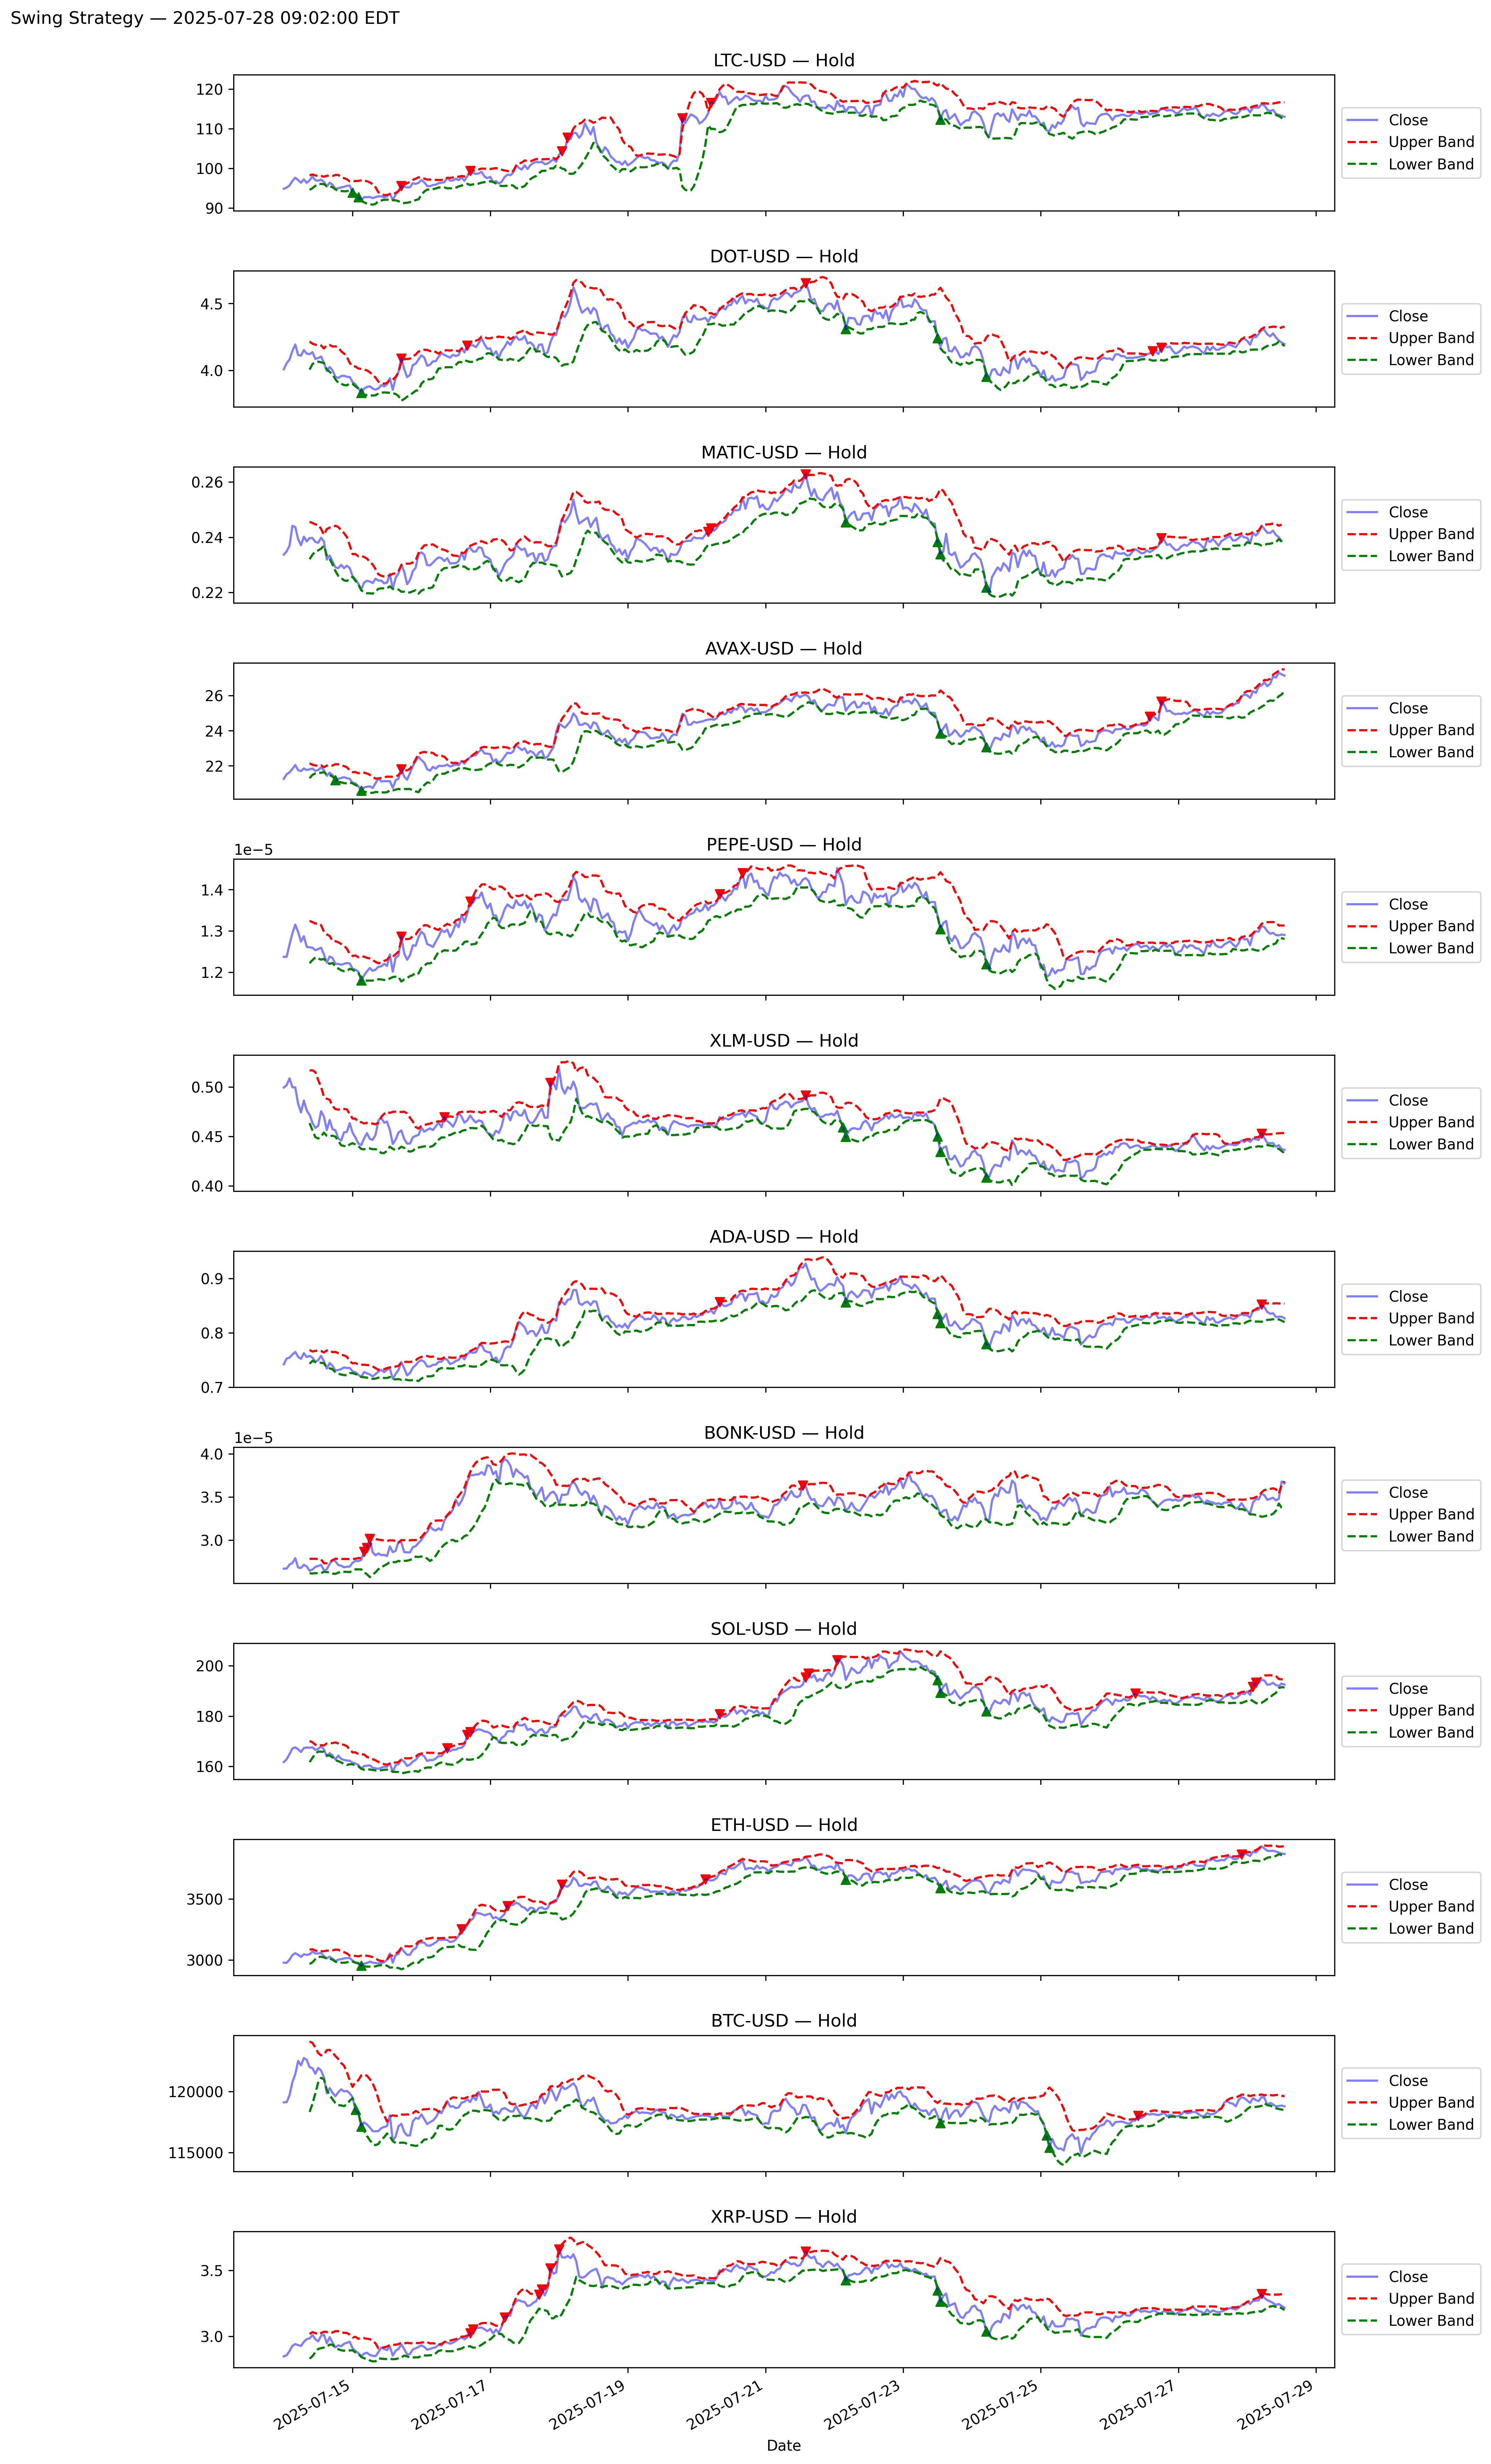 Swing Strategy — 2025-07-28 09:02:00 EDT
LTC-USD — Hold
120
110
100
90
Close
Upper Band
Lower Band
DOT-USD — Hold
4.5
4.0
Close
Upper Band
Lower Band
MATIC-USD — Hold
0.26
0.24
0.22
Close
Upper Band
Lower Band
AVAX-USD — Hold
26
24
22
Close
Upper Band
Lower Band
PEPE-USD — Hold
1e−5
1.4
1.3
1.2
Close
Upper Band
Lower Band
XLM-USD — Hold
0.50
0.45
0.40
Close
Upper Band
Lower Band
ADA-USD — Hold
0.9
0.8
0.7
Close
Upper Band
Lower Band
BONK-USD — Hold
1e−5
4.0
3.5
3.0
Close
Upper Band
Lower Band
SOL-USD — Hold
200
180
160
Close
Upper Band
Lower Band
ETH-USD — Hold
3500
3000
Close
Upper Band
Lower Band
BTC-USD — Hold
120000
115000
Close
Upper Band
Lower Band
XRP-USD — Hold
3.5
3.0
Close
Upper Band
Lower Band
2025-07-15
2025-07-17
2025-07-19
2025-07-21
2025-07-23
2025-07-25
2025-07-27
2025-07-29
Date